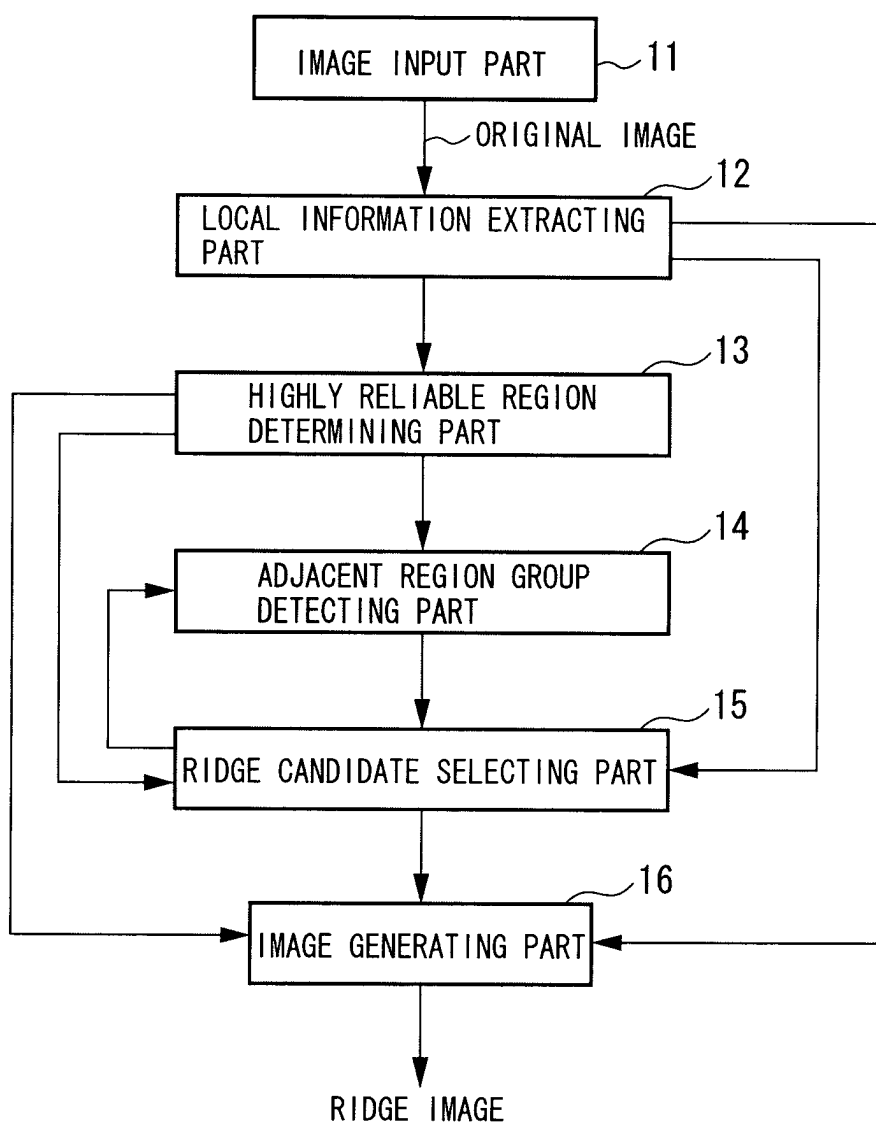 IMAGE INPUT PART
11
ORIGINAL IMAGE
12
LOCAL INFORMATION EXTRACTING
PART
13
HIGHLY RELIABLE REGION
DETERMINING PART
14
ADJACENT REGION GROUP
DETECTING PART
15
RIDGE CANDIDATE SELECTING PART
16
IMAGE GENERATING PART
RIDGE IMAGE